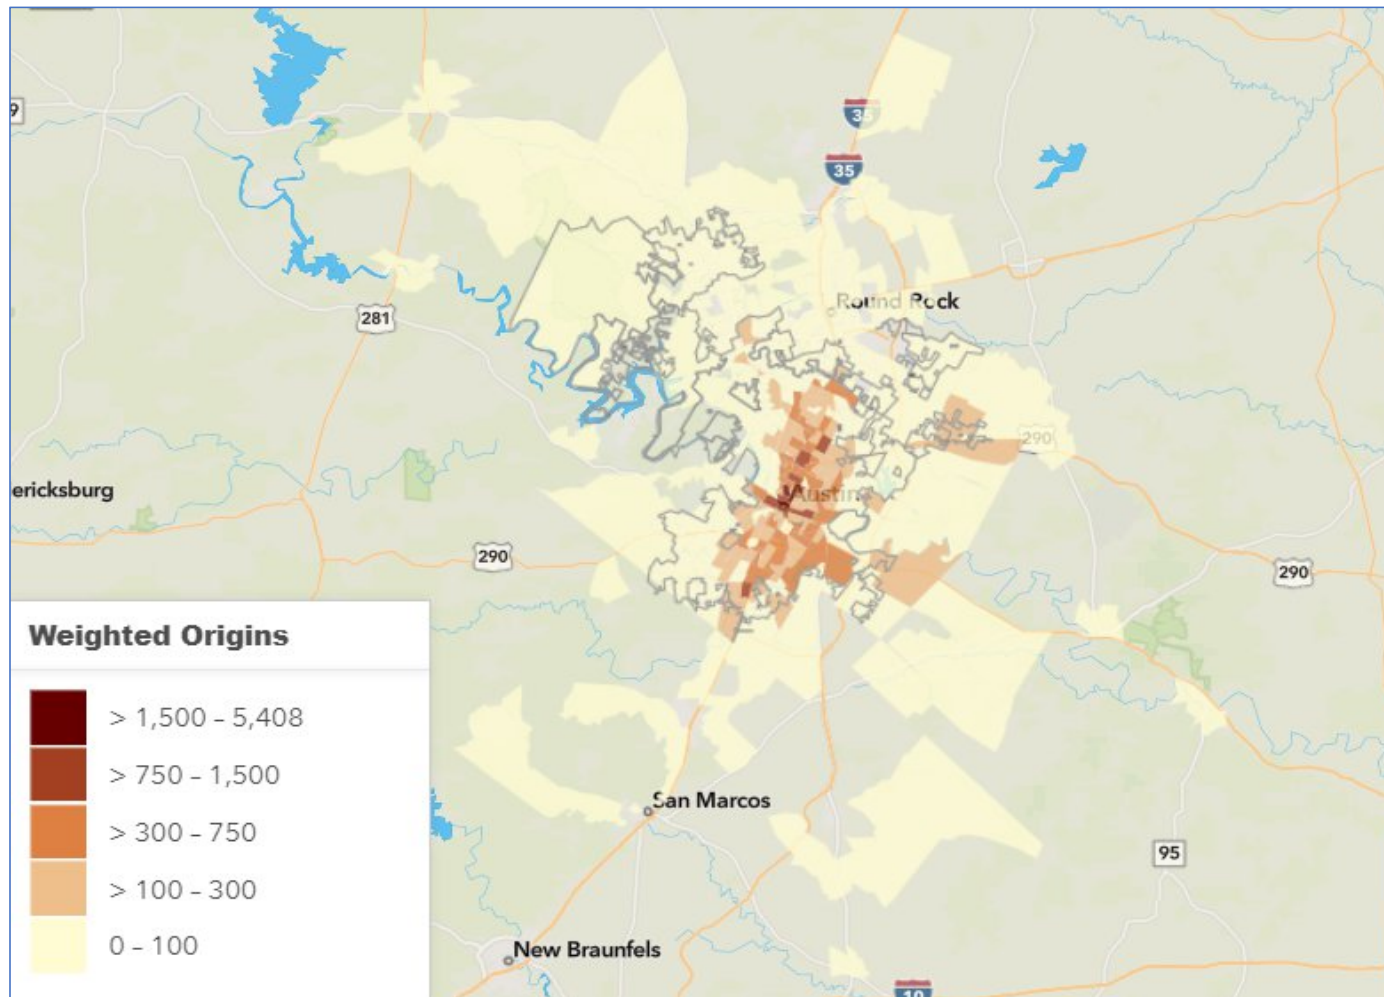 9
35
35
Round Rock
281
290
Austin
ericksburg
290
290
Weighted Origins
> 1,500 – 5,408
> 750 – 1,500
> 300 – 750
> 100 – 300
0 – 100
San Marcos
95
New Braunfels
10